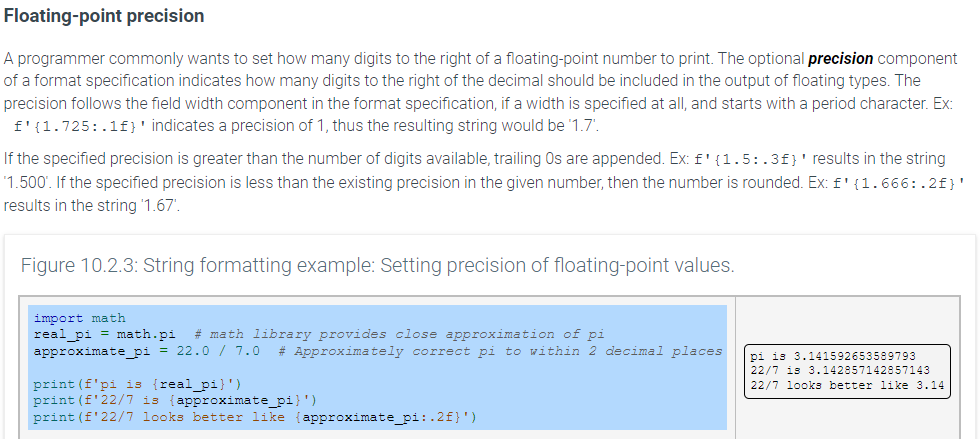 Floating-point precision
A programmer commonly wants to set how many digits to the right of a floating-point number to print. The optional precision component
of a format specification indicates how many digits to the right of the decimal should be included in the output of floating types. The
precision follows the field width component in the format specification, if a width is specified at all, and starts with a period character. Ex:
f'{1.725:.1f}' indicates a precision of 1, thus the resulting string would be '1.7'.
If the specified precision is greater than the number of digits available, trailing 0s are appended. Ex: f'{1.5:.3f}' results in the string
'1.500'. If the specified precision is less than the existing precision in the given number, then the number is rounded. Ex: f'{1.666:.2f}'
results in the string '1.67'.
Figure 10.2.3: String formatting example: Setting precision of floating-point values.
import math
real_pi = math.pi  # math library provides close approximation of pi
approximate_pi = 22.0 / 7.0  # Approximately correct pi to within 2 decimal places
print(f'pi is {real_pi}')
print(f'22/7 is {approximate_pi}')
print(f'22/7 looks better like {approximate_pi:.2f}')
pi is 3.141592653589793
22/7 is 3.142857142857143
22/7 looks better like 3.14